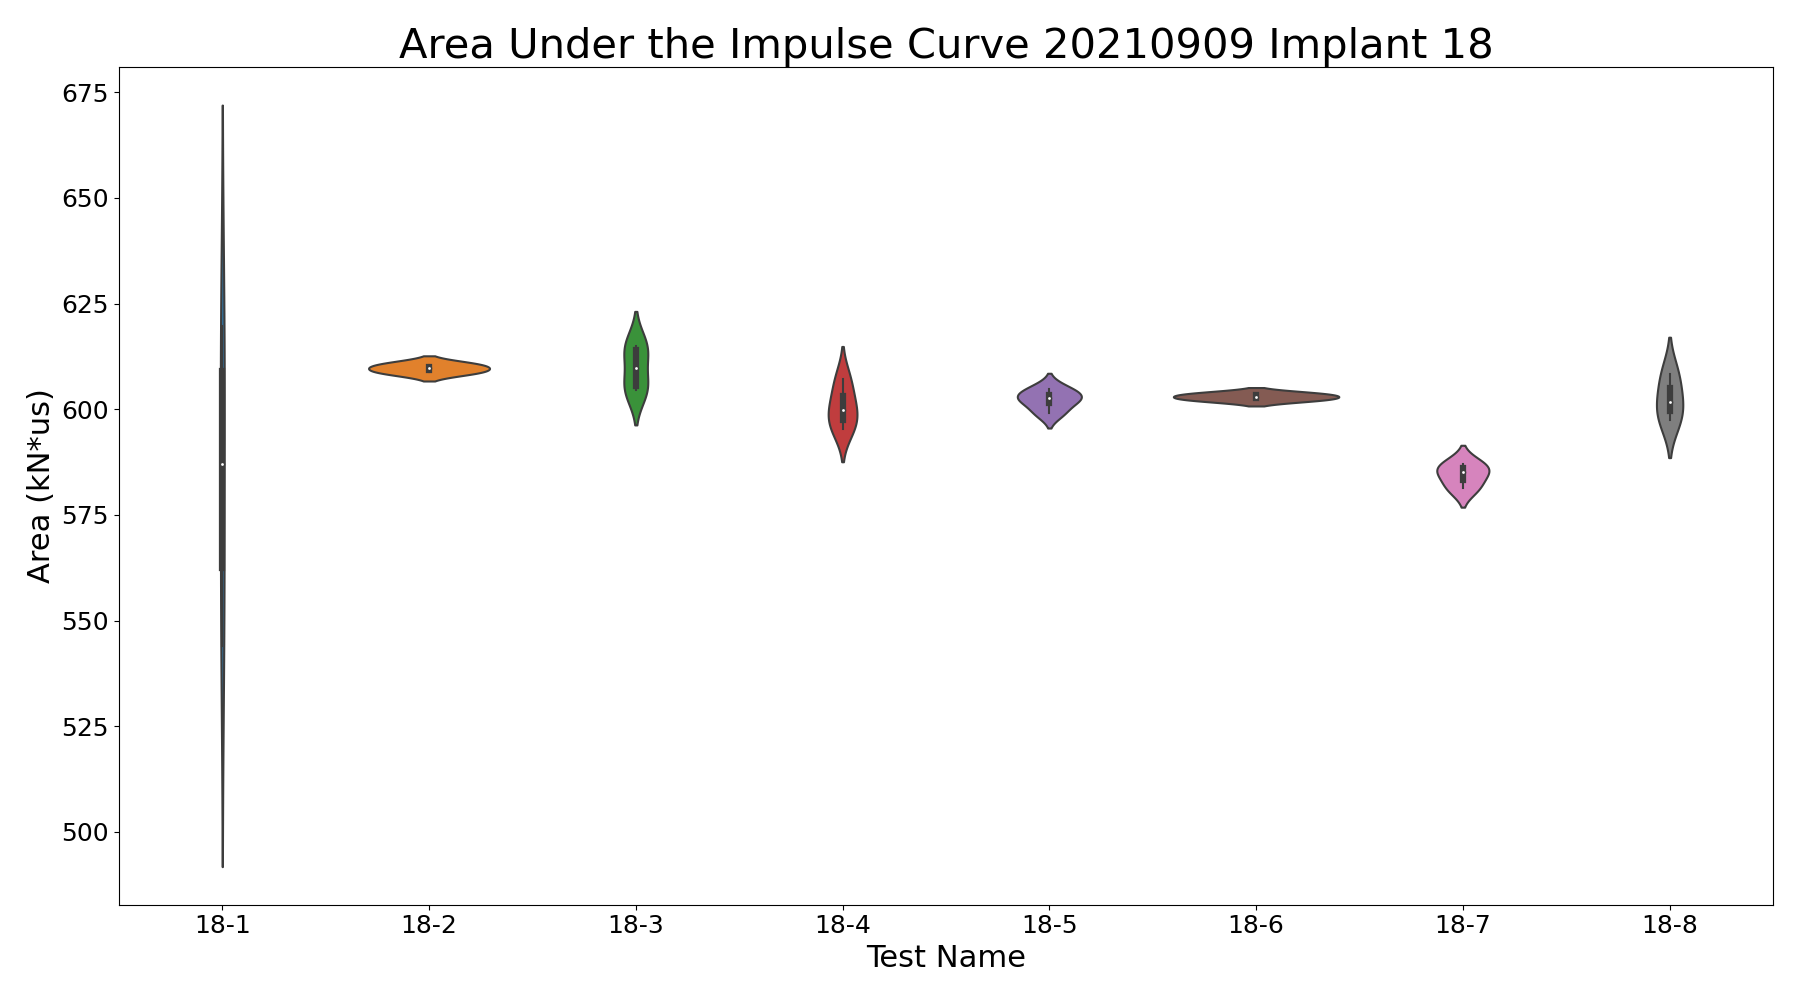 Area Under the Impulse Curve 20210909 Implant 18
675
650
625
600
575
550
525
500
Area (kN*us)
18-1 18-2 18-3 18-4 18-5 18-6 18-7 18-8
Test Name